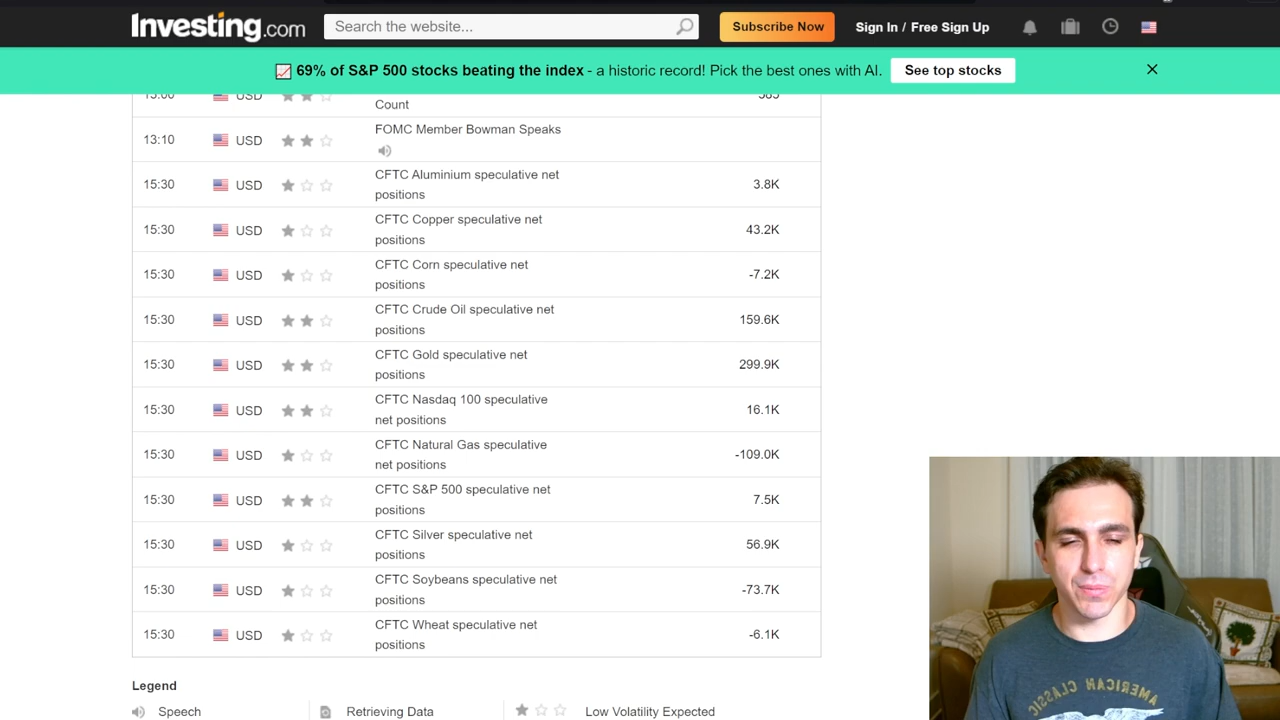 Investing.com
Search the website...
Subscribe Now
Sign In / Free Sign Up
69% of S&P 500 stocks beating the index - a historic record! Pick the best ones with AI.
See top stocks
USD
Count
585
13:10 USD FOMC Member Bowman Speaks
15:30 USD CFTC Aluminium speculative net
positions
3.8K
15:30 USD CFTC Copper speculative net
positions
43.2K
15:30 USD CFTC Corn speculative net
positions
-7.2K
15:30 USD CFTC Crude Oil speculative net
positions
159.6K
15:30 USD CFTC Gold speculative net
positions
299.9K
15:30 USD CFTC Nasdaq 100 speculative
net positions
16.1K
15:30 USD CFTC Natural Gas speculative
net positions
-109.0K
15:30 USD CFTC S&P 500 speculative net
positions
7.5K
15:30 USD CFTC Silver speculative net
positions
56.9K
15:30 USD CFTC Soybeans speculative net
positions
-73.7K
15:30 USD CFTC Wheat speculative net
positions
-6.1K
Legend
Speech
Retrieving Data
Low Volatility Expected
AMERICAN CLASSIC